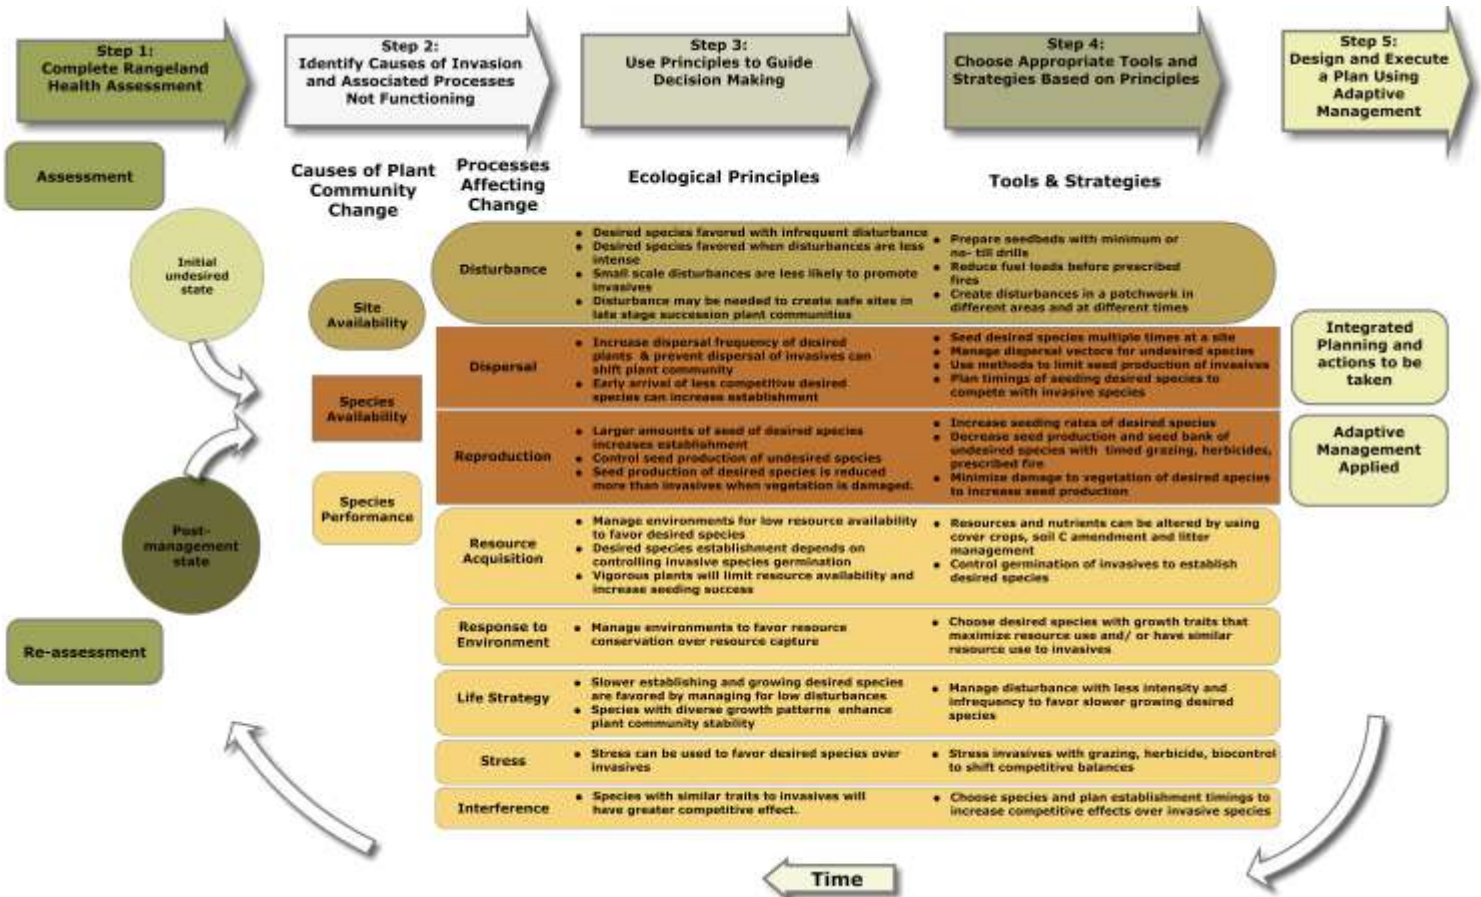 Step 1:
Complete Rangeland
Health Assessment
Step 2:
Identify Causes of Invasion
and Associated Processes
Not Functioning
Step 3:
Use Principles to Guide
Decision Making
Step 4:
Choose Appropriate Tools and
Strategies Based on Principles
Step 5:
Design and Execute
a Plan Using
Adaptive
Management
Assessment
Initial
undesired
state
Post-
management
state
Re-assessment
Causes of Plant
Community
Change
Site
Availability
Species
Availability
Species
Performance
Processes
Affecting
Change
Ecological Principles
Tools & Strategies
Disturbance
• Desired species favored with infrequent disturbance
• Desired species favored when disturbances are less
intense
• Small scale disturbances are less likely to promote
invasives
• Disturbance may be needed to create safe sites in
late stage succession plant communities
• Prepare seedbeds with minimum or
no- till drills
• Reduce fuel loads before prescribed
fires
• Create disturbances in a patchwork in
different areas and at different times
Dispersal
• Increase dispersal frequency of desired
plants & prevent dispersal of invasives can
shift plant community
• Early arrival of less competitive desired
species can increase establishment
• Seed desired species multiple times at a site
• Manage dispersal vectors for undesired species
• Use methods to limit seed production of invasives
• Plan timings of seeding desired species to
compete with invasive species
Reproduction
• Larger amounts of seed of desired species
increases establishment
• Control seed production of undesired species
• Seed production of desired species is reduced
more than invasives when vegetation is damaged.
• Increase seeding rates of desired species
• Decrease seed production and seed bank of
undesired species with timed grazing, herbicides,
prescribed fire
• Minimize damage to vegetation of desired species
to increase seed production
Resource
Acquisition
• Manage environments for low resource availability
to favor desired species
• Desired species establishment depends on
controlling invasive species germination
• Vigorous plants will limit resource availability and
increase seeding success
• Resources and nutrients can be altered by using
cover crops, soil C amendment and litter
management
• Control germination of invasives to establish
desired species
Response to
Environment
• Manage environments to favor resource
conservation over resource capture
• Choose desired species with growth traits that
maximize resource use and/ or have similar
resource use to invasives
Life Strategy
• Slower establishing and growing desired species
are favored by managing for low disturbances
• Species with diverse growth patterns enhance
plant community stability
• Manage disturbance with less intensity and
infrequency to favor slower growing desired
species
Stress
• Stress can be used to favor desired species over
invasives
• Stress invasives with grazing, herbicide, biocontrol
to shift competitive balances
Interference
• Species with similar traits to invasives will
have greater competitive effect.
• Choose species and plan establishment timings to
increase competitive effects over invasive species
Integrated
Planning and
actions to be
taken
Adaptive
Management
Applied
Time